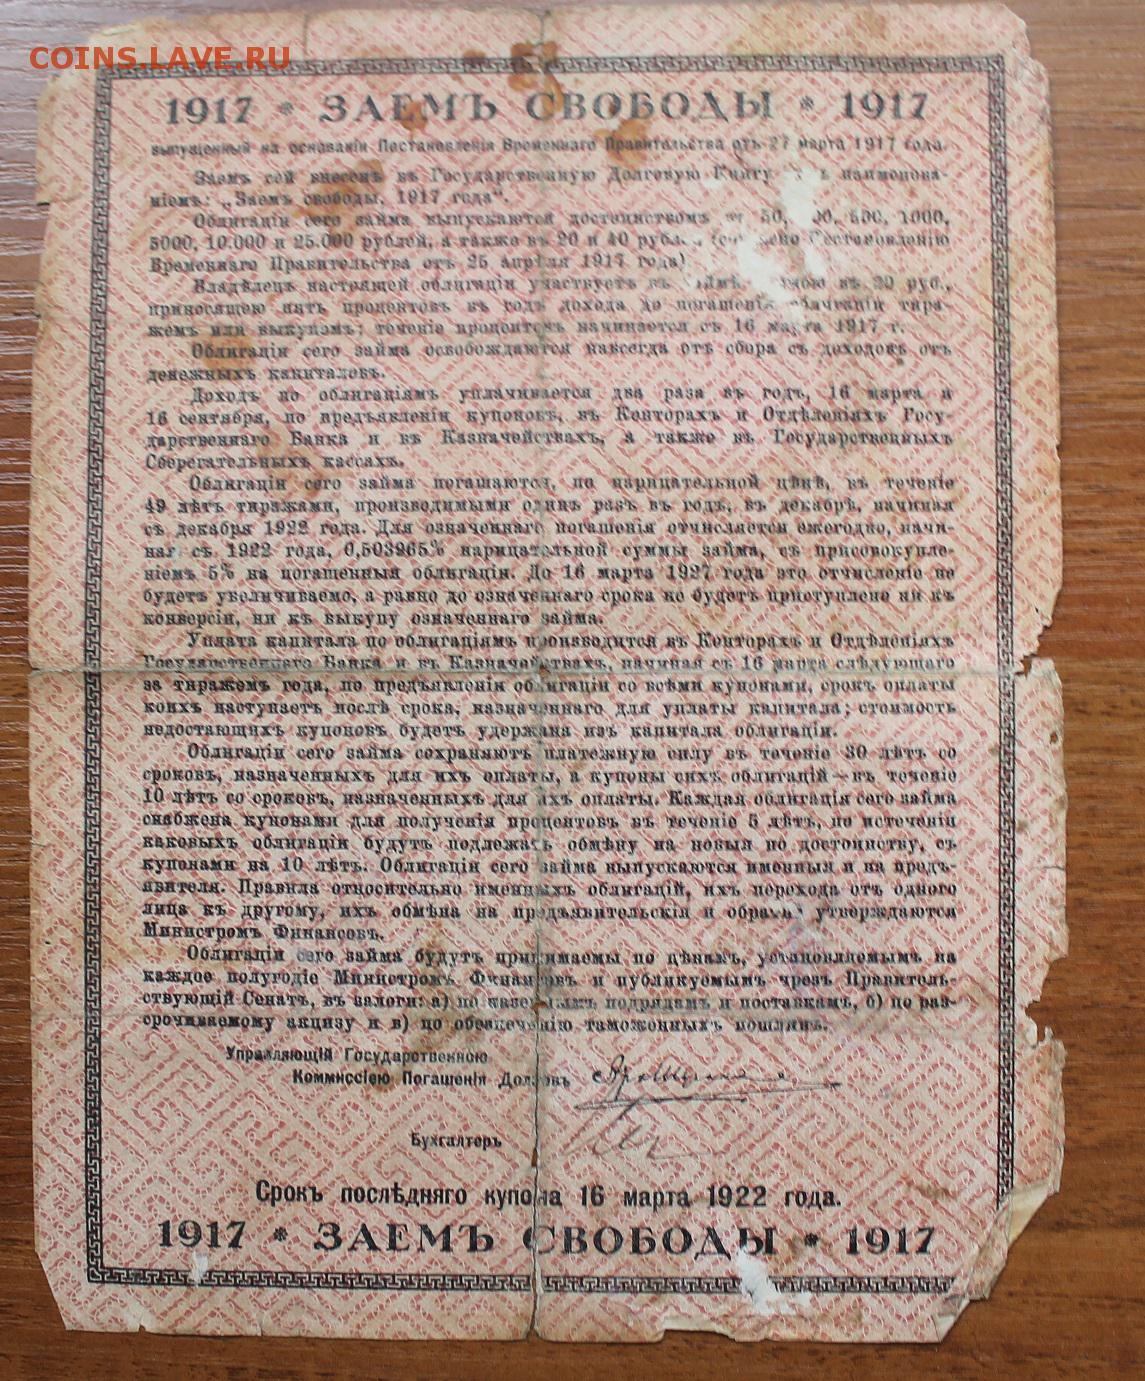 COINS.LAVE.RU
1917 * ЗАЕМЪ СВОБОДЫ * 1917
выпущенный на основаніи Постановленія Временнаго Правительства отъ 27 марта 1917 года.
Заемъ сей внесенъ въ Государственную Долговую Книгу наименова-
ніемъ: „Заемъ свободы, 1917 года".
Облигаціи сего займа выпускаются достоинствомъ 50, 500, 1000,
5000, 10.000 и 25.000 рублей, а также въ 20 и 40
Временнаго Правительства отъ 25 апрѣля 1917 года)
Владѣлецъ настоящей облигаціи участвуетъ въ въ 20 руб.,
приносящею пять процентовъ въ годъ дохода до погашенія облигаціи тира-
жемъ или выкупомъ; теченіе процентовъ начинается съ 16 марта 1917 г.
Облигаціи сего займа освобождаются навсегда отъ сбора съ доходовъ отъ
денежныхъ капиталовъ.
Доходъ по облигаціямъ уплачивается два раза въ годъ, 16 марта и
16 сентября, по предъявленіи купоновъ, въ Конторахъ и Отдѣленіяхъ Госу-
дарственнаго Банка и въ Казначействахъ, а также въ Государственныхъ
Сберегательныхъ кассахъ.
Облигаціи сего займа погашаются, по нарицательной цѣнѣ, въ теченіе
49 лѣтъ тиражами, производимыми одинъ разъ въ годъ, въ декабрѣ, начиная
съ декабря 1922 года. Для означеннаго погашенія отчисляется ежегодно, начи-
ная съ 1922 года, 0,503965% нарицательной суммы займа, съ присовокупле-
ніемъ 5% на погашенныя облигаціи. До 16 марта 1927 года это отчисленіе не
будетъ увеличиваемо, а равно до означеннаго срока не будетъ приступлено ни къ
конверсіи, ни къ выкупу означеннаго займа.
Уплата капитала по облигаціямъ производится въ Конторахъ и Отдѣленіяхъ
Государственнаго Банка и въ Казначействахъ, начиная съ 16 марта слѣдующаго
за тиражемъ года, по предъявленіи облигаціи со всѣми купонами, срокъ оплаты
коихъ наступаетъ послѣ срока, назначеннаго для уплаты капитала; стоимость
недостающихъ купоновъ будетъ удержана изъ капитала облигаціи.
Облигаціи сего займа сохраняютъ платежную силу въ теченіе 30 лѣтъ со
сроковъ, назначенныхъ для ихъ оплаты, а купоны сихъ облигацій—въ теченіе
10 лѣтъ со сроковъ, назначенныхъ для ихъ оплаты. Каждая облигація сего займа
снабжена купонами для полученія процентовъ въ теченіе 5 лѣтъ, по истеченіи
каковыхъ облигаціи будутъ подлежать обмѣну на новыя по достоинству, съ
купонами на 10 лѣтъ. Облигаціи сего займа выпускаются именныя и на предъ-
явителя. Правила относительно именныхъ облигацій, ихъ перехода отъ одного
лица къ другому, ихъ обмѣна на предъявительскія и обратно утверждаются
Министромъ Финансовъ.
Облигаціи сего займа будутъ принимаемы по цѣнамъ, установляемымъ на
каждое полугодіе Министромъ Финансовъ и публикуемымъ чрезъ Правитель-
ствующій Сенатъ, въ залоги: а) по казеннымъ подрядамъ и поставкамъ, б) по раз-
срочиваемому акцизу и в) по обезпеченію таможенныхъ пошлинъ.
Управляющій Государственною
Коммиссіею Погашенія Долговъ
Бухгалтеръ
Срокъ послѣдняго купона 16 марта 1922 года.
1917 * ЗАЕМЪ СВОБОДЫ * 1917